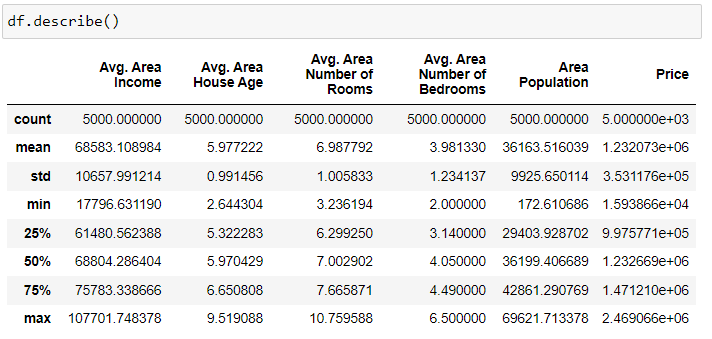 df.describe()
Avg. Area Income Avg. Area House Age Avg. Area Number of Rooms Avg. Area Number of Bedrooms Area Population Price
count 5000.000000 5000.000000 5000.000000 5000.000000 5000.000000 5.000000e+03
mean 68583.108984 5.977222 6.987792 3.981330 36163.516039 1.232073e+06
std 10657.991214 0.991456 1.005833 1.234137 9925.650114 3.531176e+05
min 17796.631190 2.644304 3.236194 2.000000 172.610686 1.593866e+04
25% 61480.562388 5.322283 6.299250 3.140000 29403.928702 9.975771e+05
50% 68804.286404 5.970429 7.002902 4.050000 36199.406689 1.232669e+06
75% 75783.338666 6.650808 7.665871 4.490000 42861.290769 1.471210e+06
max 107701.748378 9.519088 10.759588 6.500000 69621.713378 2.469066e+06